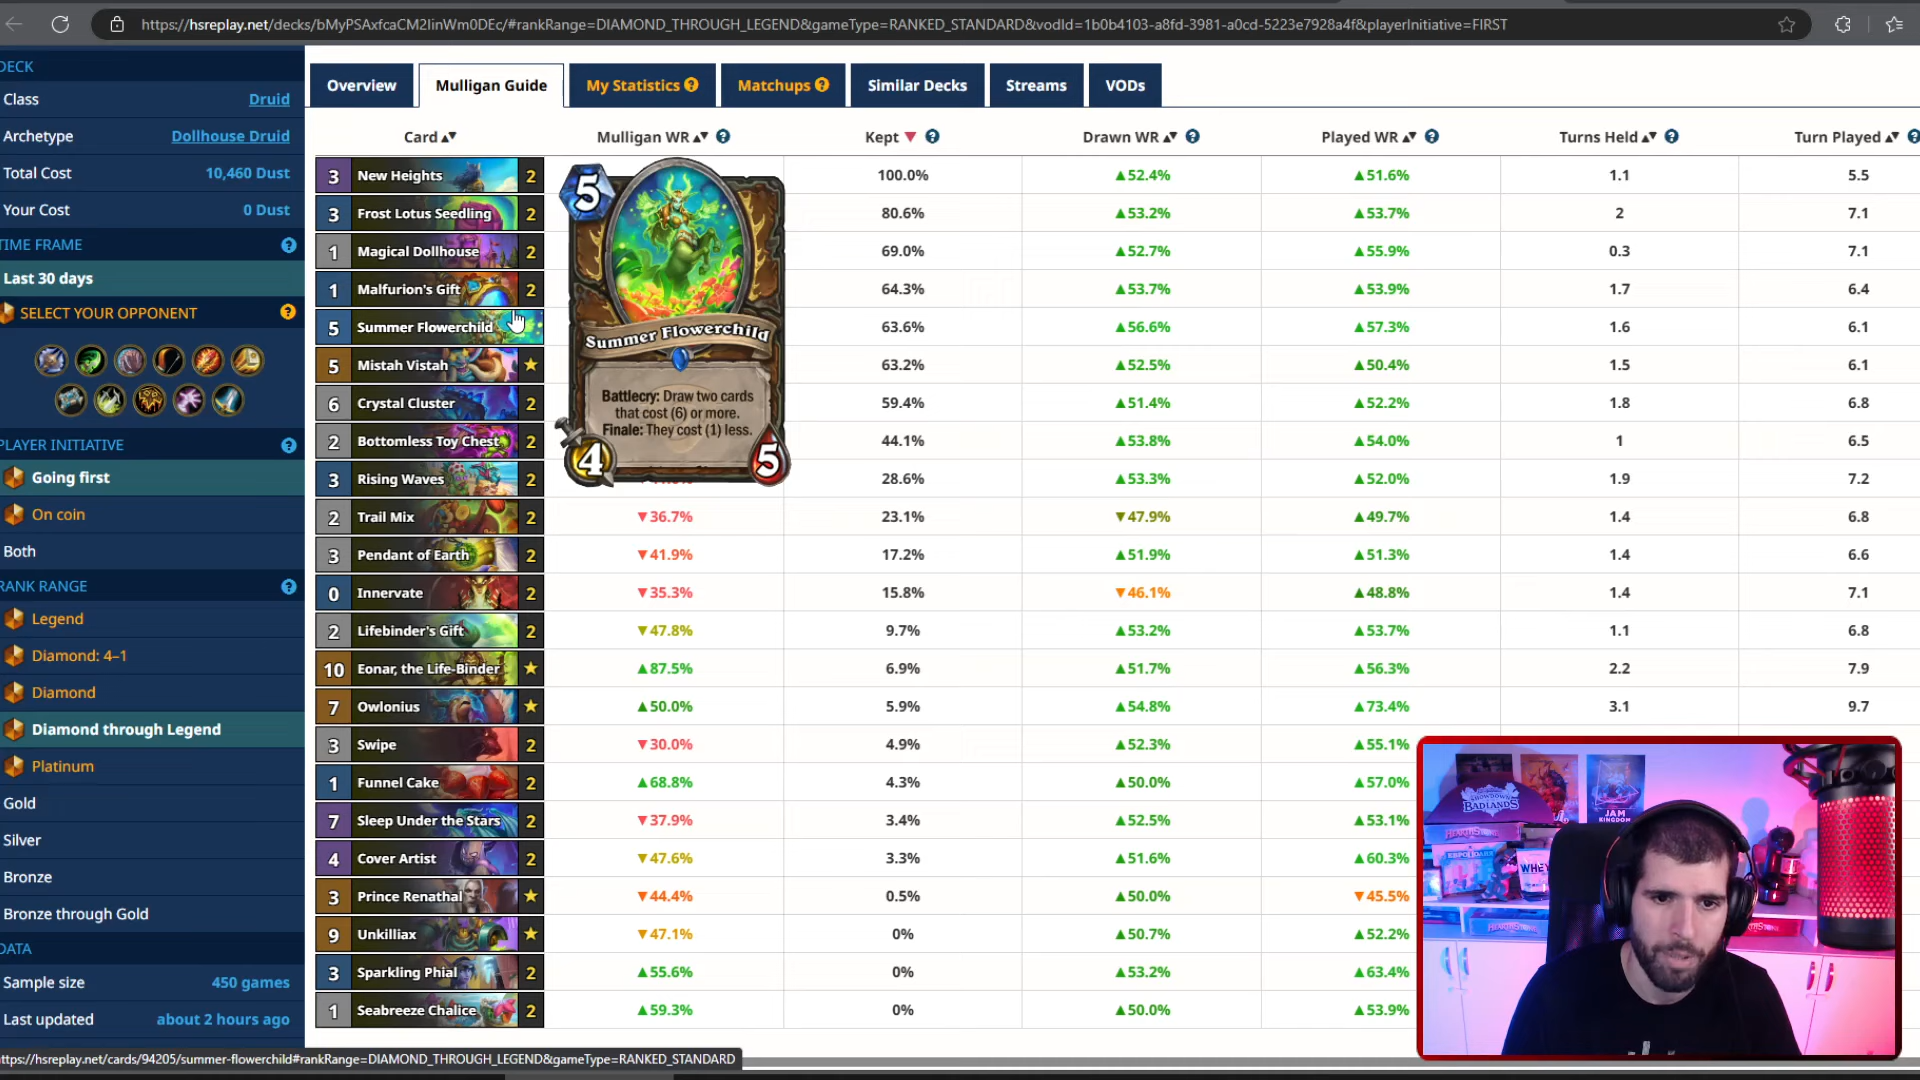 https://hsreplay.net/decks/bMyPSAxfcaCM2IinWm0DEc/#rankRange=DIAMOND_THROUGH_LEGEND&gameType=RANKED_STANDARD&vodId=1b0b4103-a8fd-3981-a0cd-5223e7928a4f&playerInitiative=FIRST
DECK
Class Druid
Archetype Dollhouse Druid
Total Cost 10,460 Dust
Your Cost 0 Dust
TIME FRAME ?
Last 30 days
SELECT YOUR OPPONENT ?
PLAYER INITIATIVE ?
Going first
On coin
Both
RANK RANGE ?
Legend
Diamond: 4–1
Diamond
Diamond through Legend
Platinum
Gold
Silver
Bronze
Bronze through Gold
DATA
Sample size 450 games
Last updated about 2 hours ago
Overview Mulligan Guide My Statistics ? Matchups ? Similar Decks Streams VODs
Card ▲▼ Mulligan WR ▲▼ ? Kept ▼ ? Drawn WR ▲▼ ? Played WR ▲▼ ? Turns Held ▲▼ ? Turn Played ▲▼ ?
3 New Heights 2 100.0% ▲52.4% ▲51.6% 1.1 5.5
3 Frost Lotus Seedling 2 80.6% ▲53.2% ▲53.7% 2 7.1
1 Magical Dollhouse 2 69.0% ▲52.7% ▲55.9% 0.3 7.1
1 Malfurion's Gift 2 64.3% ▲53.7% ▲53.9% 1.7 6.4
5 Summer Flowerchild 63.6% ▲56.6% ▲57.3% 1.6 6.1
5 Mistah Vistah ★ 63.2% ▲52.5% ▲50.4% 1.5 6.1
6 Crystal Cluster 2 59.4% ▲51.4% ▲52.2% 1.8 6.8
2 Bottomless Toy Chest 2 44.1% ▲53.8% ▲54.0% 1 6.5
3 Rising Waves 2 28.6% ▲53.3% ▲52.0% 1.9 7.2
2 Trail Mix 2 ▼36.7% 23.1% ▼47.9% ▲49.7% 1.4 6.8
3 Pendant of Earth 2 ▼41.9% 17.2% ▲51.9% ▲51.3% 1.4 6.6
0 Innervate 2 ▼35.3% 15.8% ▼46.1% ▲48.8% 1.4 7.1
2 Lifebinder's Gift 2 ▼47.8% 9.7% ▲53.2% ▲53.7% 1.1 6.8
10 Eonar, the Life-Binder ★ ▲87.5% 6.9% ▲51.7% ▲56.3% 2.2 7.9
7 Owlonius ★ ▲50.0% 5.9% ▲54.8% ▲73.4% 3.1 9.7
3 Swipe 2 ▼30.0% 4.9% ▲52.3% ▲55.1%
1 Funnel Cake 2 ▲68.8% 4.3% ▲50.0% ▲57.0%
7 Sleep Under the Stars 2 ▼37.9% 3.4% ▲52.5% ▲53.1%
4 Cover Artist 2 ▼47.6% 3.3% ▲51.6% ▲60.3%
3 Prince Renathal ★ ▼44.4% 0.5% ▲50.0% ▼45.5%
9 Unkilliax ★ ▼47.1% 0% ▲50.7% ▲52.2%
3 Sparkling Phial 2 ▲55.6% 0% ▲53.2% ▲63.4%
1 Seabreeze Chalice 2 ▲59.3% 0% ▲50.0% ▲53.9%
5
Summer Flowerchild
Battlecry: Draw two cards
that cost (6) or more.
Finale: They cost (1) less.
4 5
BADLANDS
JAM
KINGDOM
WHEY
https://hsreplay.net/cards/94205/summer-flowerchild#rankRange=DIAMOND_THROUGH_LEGEND&gameType=RANKED_STANDARD